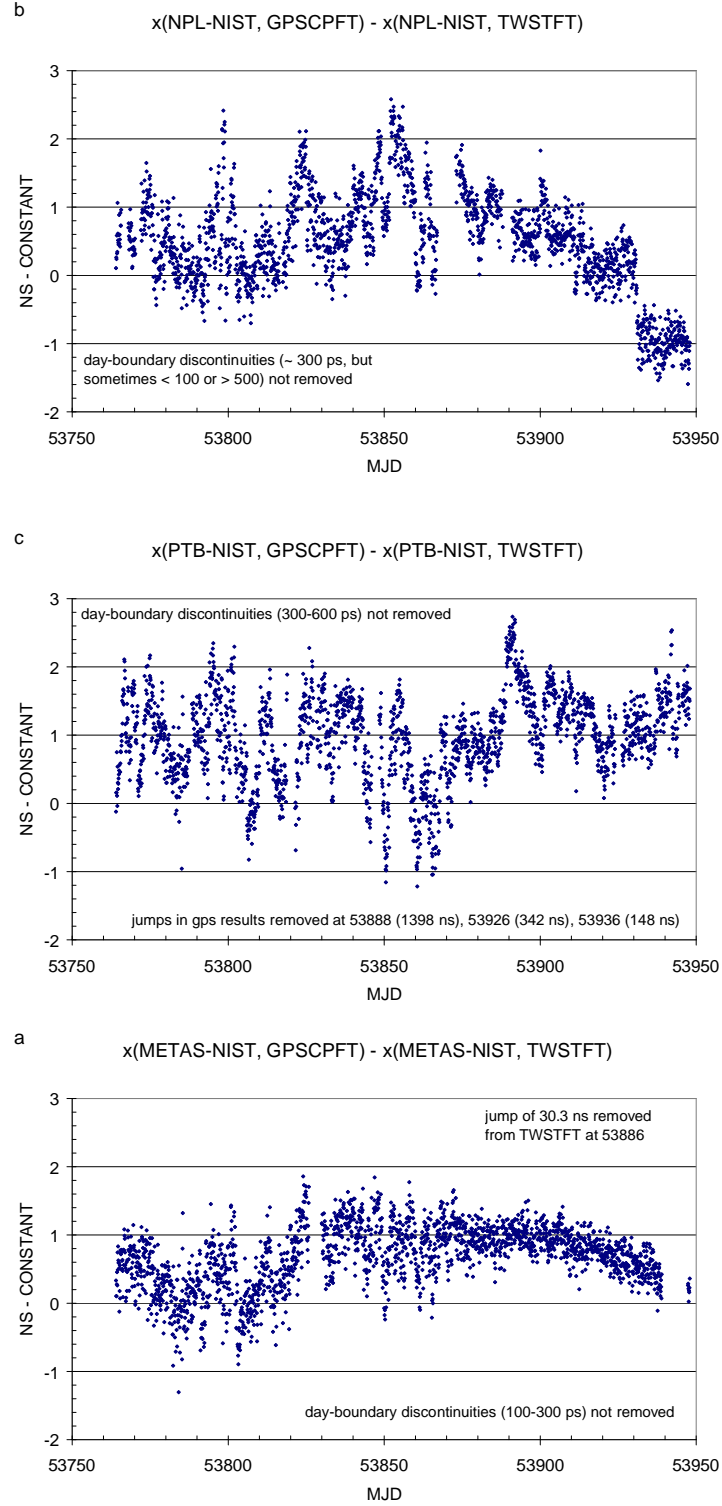 b
x(NPL-NIST, GPSCPFT) - x(NPL-NIST, TWSTFT)
3
2
1
0
-1
-2
NS - CONSTANT
day-boundary discontinuities (~ 300 ps, but
sometimes < 100 or > 500) not removed
53750 53800 53850 53900 53950
MJD
c
x(PTB-NIST, GPSCPFT) - x(PTB-NIST, TWSTFT)
3
2
1
0
-1
-2
NS - CONSTANT
day-boundary discontinuities (300-600 ps) not removed
jumps in gps results removed at 53888 (1398 ns), 53926 (342 ns), 53936 (148 ns)
53750 53800 53850 53900 53950
MJD
a
x(METAS-NIST, GPSCPFT) - x(METAS-NIST, TWSTFT)
3
2
1
0
-1
-2
NS - CONSTANT
jump of 30.3 ns removed
from TWSTFT at 53886
day-boundary discontinuities (100-300 ps) not removed
53750 53800 53850 53900 53950
MJD